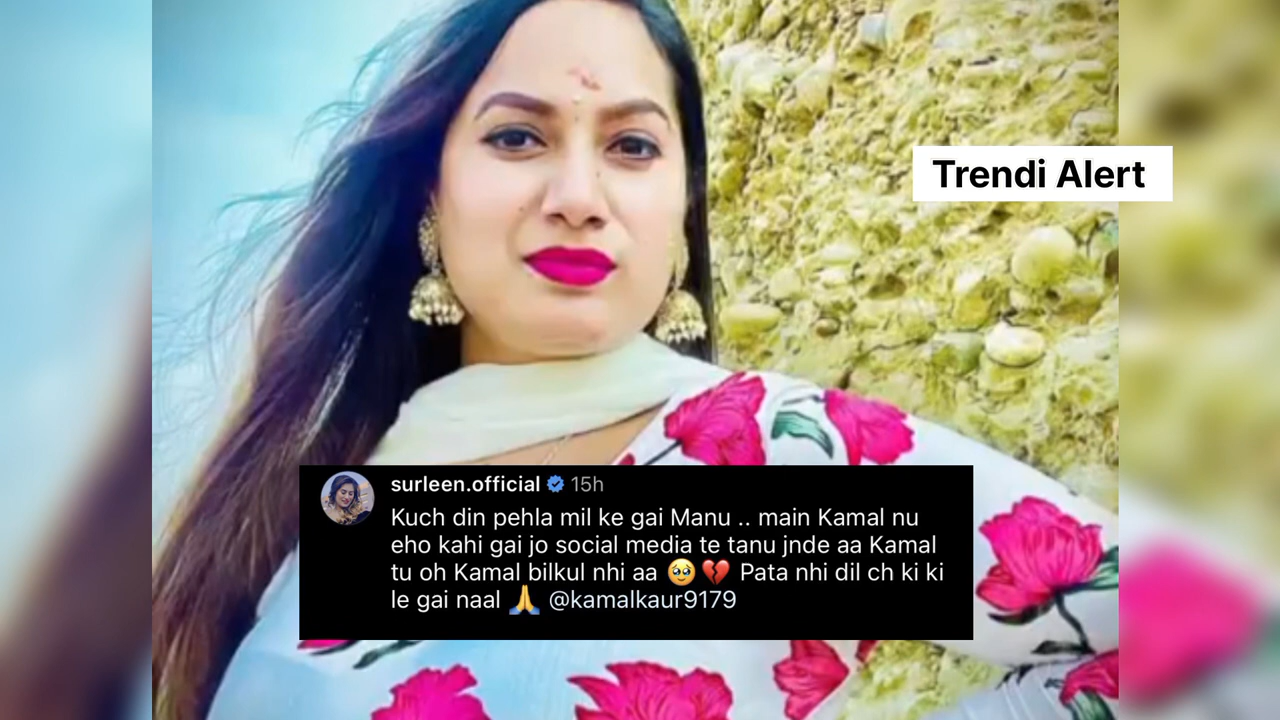 Trendi Alert
surleen.official 15h
Kuch din pehla mil ke gai Manu .. main Kamal nu
eho kahi gai jo social media te tanu jnde aa Kamal
tu oh Kamal bilkul nhi aa 🥹💔 Pata nhi dil ch ki ki
le gai naal 🙏 @kamalkaur9179